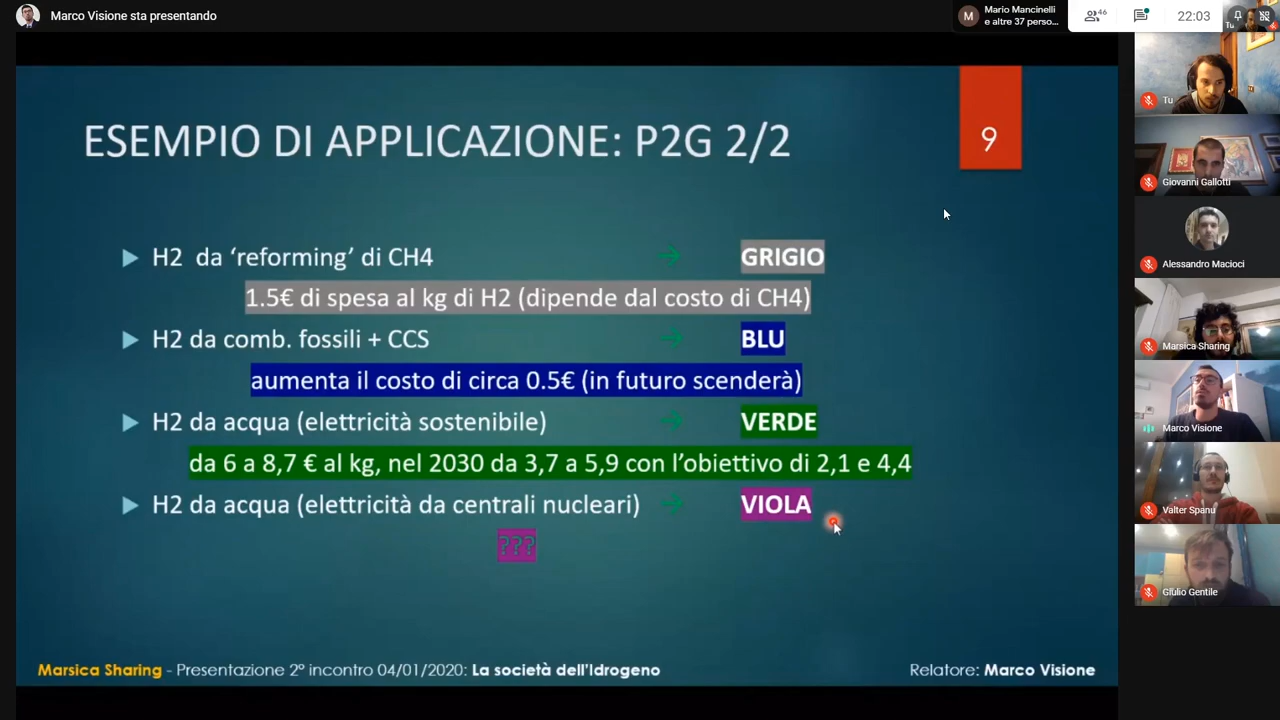 Marco Visione sta presentando
M
Mario Mancinelli
e altre 37 perso...
46
22:03
Tu
ESEMPIO DI APPLICAZIONE: P2G 2/2
9
H2 da ‘reforming’ di CH4
GRIGIO
1.5€ di spesa al kg di H2 (dipende dal costo di CH4)
H2 da comb. fossili + CCS
BLU
aumenta il costo di circa 0.5€ (in futuro scenderà)
H2 da acqua (elettricità sostenibile)
VERDE
da 6 a 8,7 € al kg, nel 2030 da 3,7 a 5,9 con l’obiettivo di 2,1 e 4,4
H2 da acqua (elettricità da centrali nucleari)
VIOLA
???
Marsica Sharing - Presentazione 2° incontro 04/01/2020: La società dell’Idrogeno
Relatore: Marco Visione
Tu
Giovanni Gallotti
Alessandro Macioci
Marsica Sharing
Marco Visione
Valter Spanu
Giulio Gentile